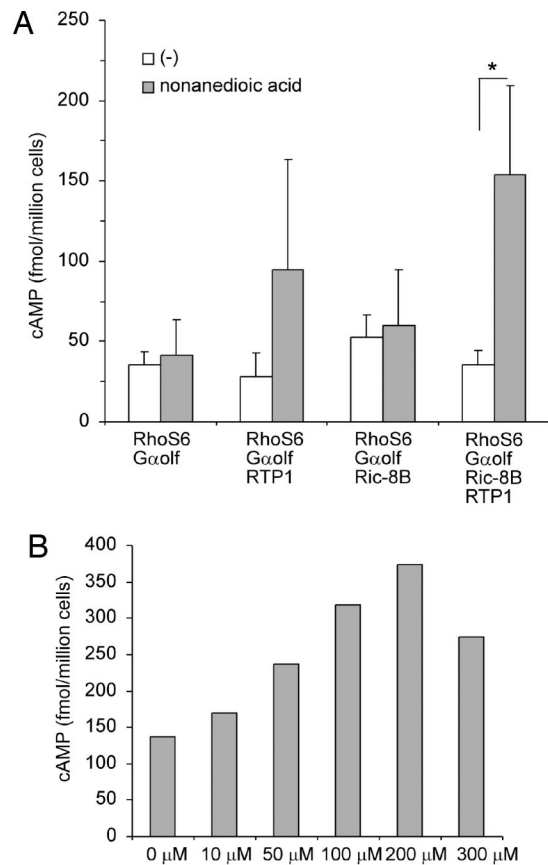 A
cAMP (fmol/million cells)
250
200
150
100
50
0
(-)
nonanedioic acid
*
RhoS6
Gαolf
RhoS6
Gαolf
RTP1
RhoS6
Gαolf
Ric-8B
RhoS6
Gαolf
Ric-8B
RTP1
B
cAMP (fmol/million cells)
400
350
300
250
200
150
100
50
0
0 μM 10 μM 50 μM 100 μM 200 μM 300 μM